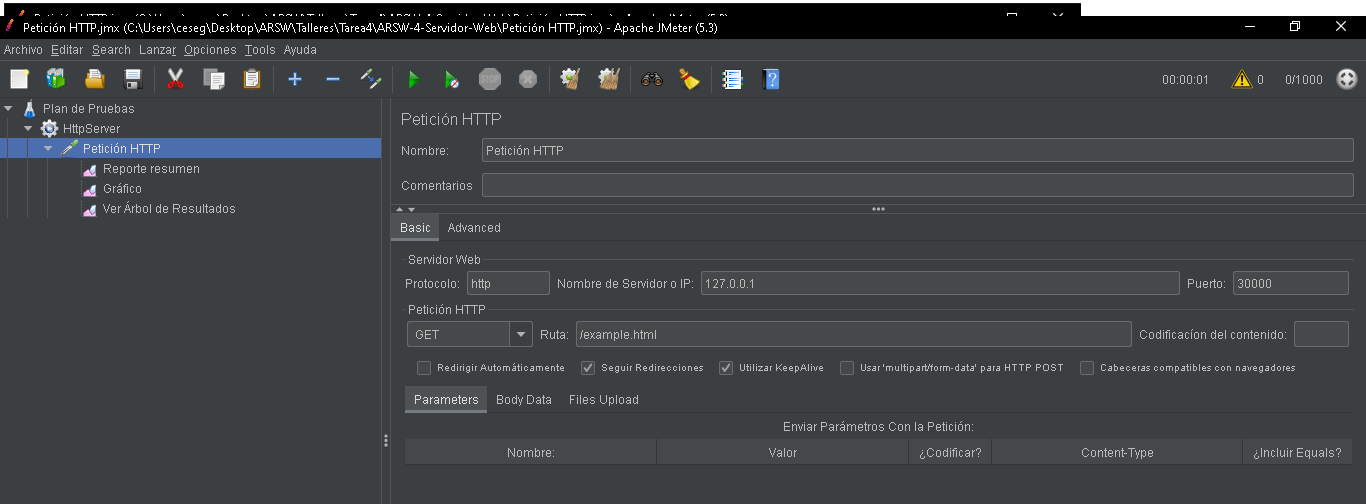 Petición HTTP.jmx (C:\Users\ceseg\Desktop\ARSW\Talleres\Tarea4\ARSW-4-Servidor-Web\Petición HTTP.jmx) - Apache JMeter (5.3)
Archivo Editar Search Lanzar Opciones Tools Ayuda
STOP 00:00:01 0 0/1000
Plan de Pruebas
HttpServer
Petición HTTP
Reporte resumen
Gráfico
Ver Árbol de Resultados
Petición HTTP
Nombre: Petición HTTP
Comentarios
Basic Advanced
Servidor Web
Protocolo: http Nombre de Servidor o IP: 127.0.0.1 Puerto: 30000
Petición HTTP
GET Ruta: /example.html Codificacíon del contenido:
Redirigir Automáticamente Seguir Redirecciones Utilizar KeepAlive Usar 'multipart/form-data' para HTTP POST Cabeceras compatibles con navegadores
Parameters Body Data Files Upload
Enviar Parámetros Con la Petición:
Nombre: Valor ¿Codificar? Content-Type ¿Incluir Equals?